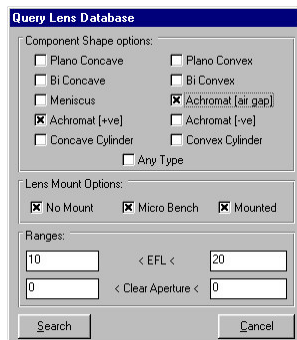 Query Lens Database
Component Shape options:
Plano Concave Plano Convex
Bi Concave Bi Convex
Meniscus Achromat [air gap]
Achromat [+ve] Achromat [-ve]
Concave Cylinder Convex Cylinder
Any Type
Lens Mount Options:
No Mount Micro Bench Mounted
Ranges:
10 < EFL < 20
0 < Clear Aperture < 0
Search Cancel